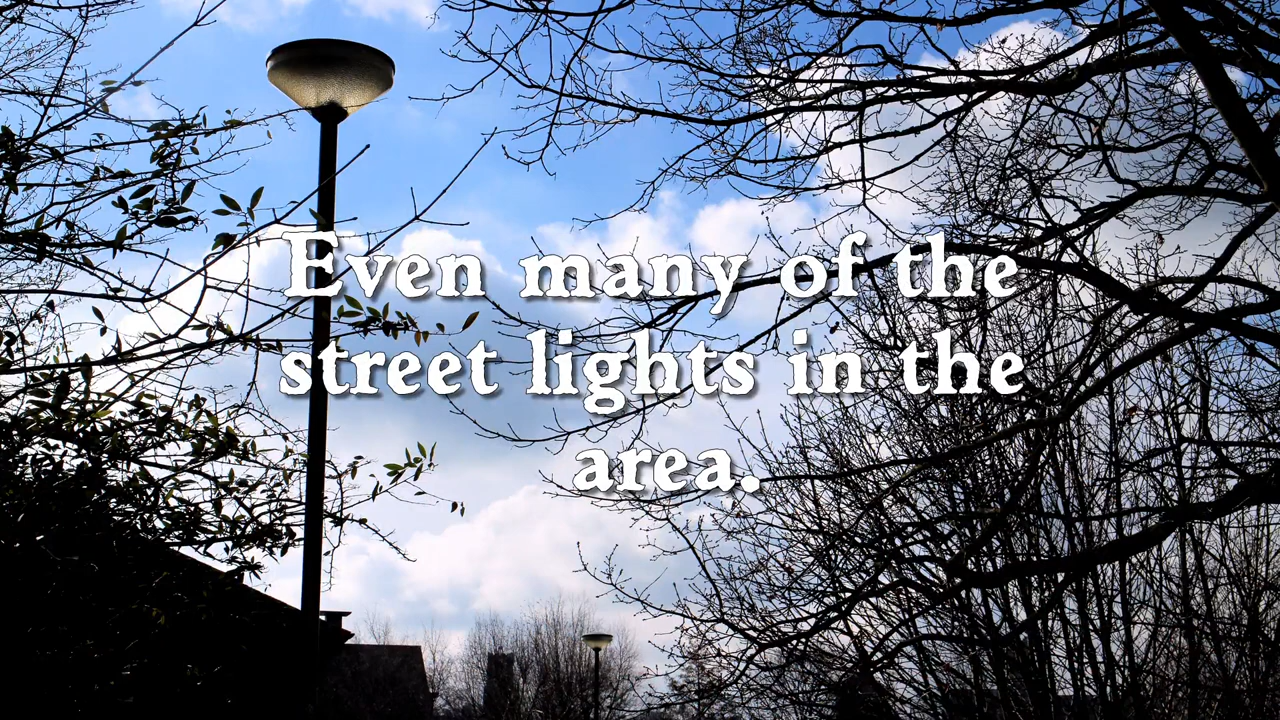 Even many of the
street lights in the
area.